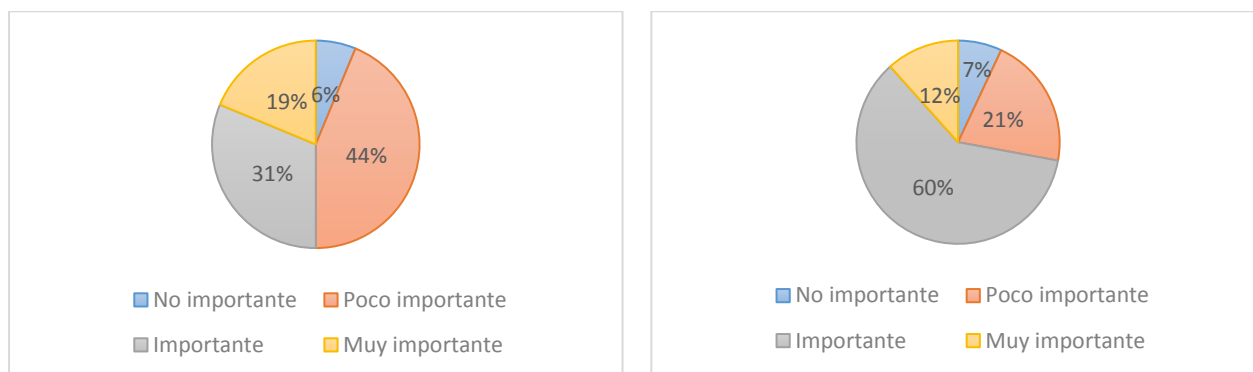 6%
19%
44%
31%
No importante
Poco importante
Importante
Muy importante
7%
12%
21%
60%
No importante
Poco importante
Importante
Muy importante